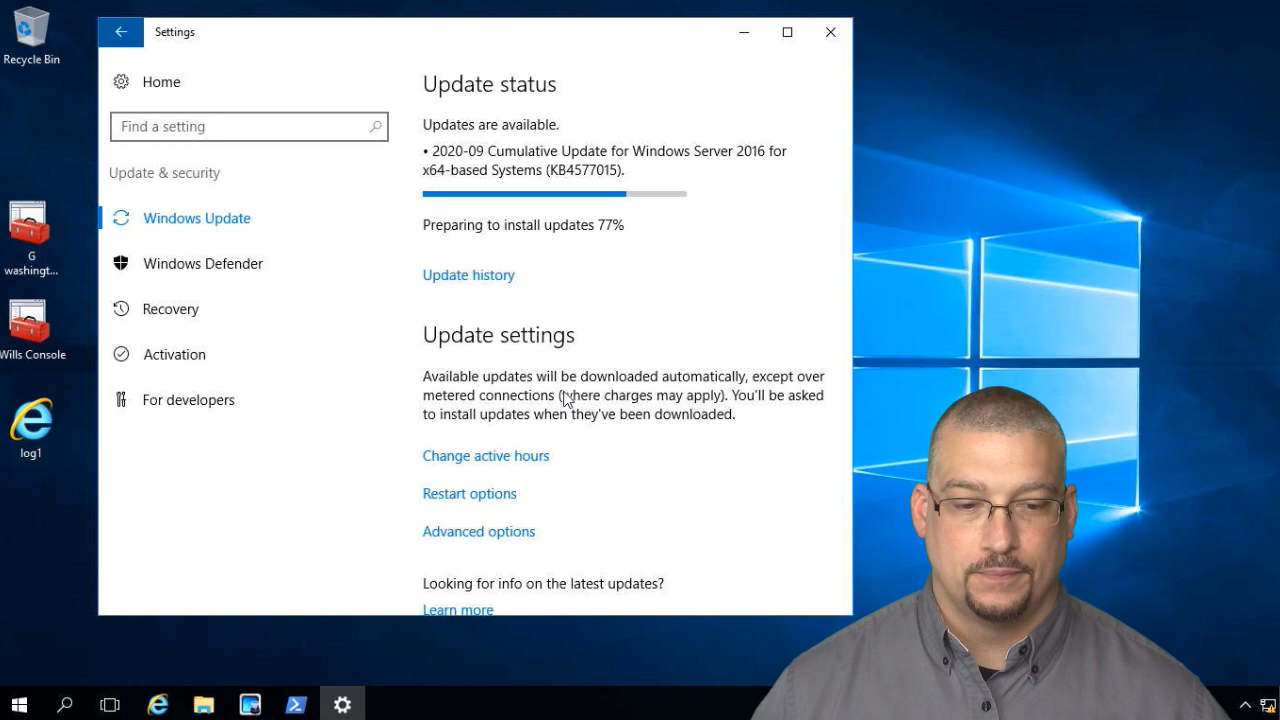 Recycle Bin
G
washingt...
Wills Console
log1
Settings
Home
Find a setting
Update & security
Windows Update
Windows Defender
Recovery
Activation
For developers
Update status
Updates are available.
• 2020-09 Cumulative Update for Windows Server 2016 for
x64-based Systems (KB4577015).
Preparing to install updates 77%
Update history
Update settings
Available updates will be downloaded automatically, except over
metered connections (where charges may apply). You'll be asked
to install updates when they've been downloaded.
Change active hours
Restart options
Advanced options
Looking for info on the latest updates?
Learn more